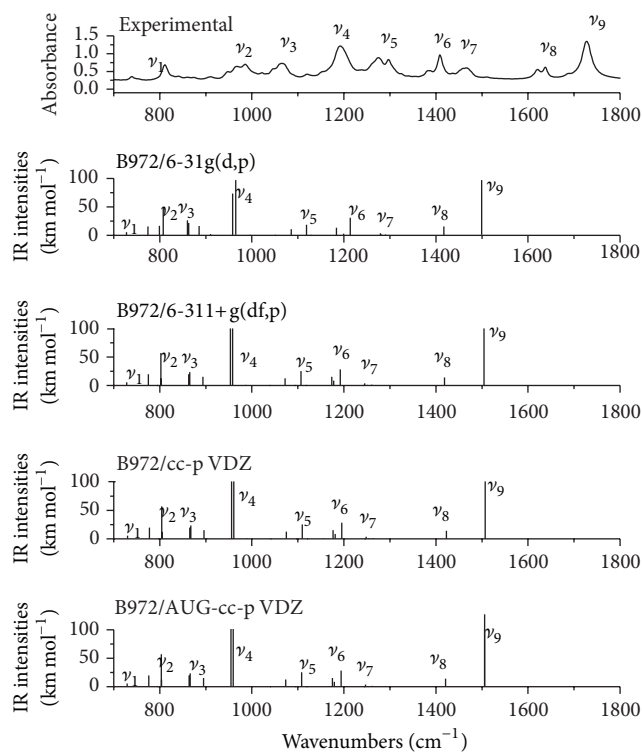 Experimental
Absorbance
1.5
1.0
0.5
0.0
ν1 ν2 ν3 ν4 ν5 ν6 ν7 ν8 ν9
800 1000 1200 1400 1600 1800
B972/6-31g(d,p)
IR intensities
(km mol−1)
100
50
0
ν1 ν2 ν3 ν4 ν5 ν6 ν7 ν8 ν9
800 1000 1200 1400 1600 1800
B972/6-311+g(df,p)
IR intensities
(km mol−1)
100
50
0
ν1 ν2 ν3 ν4 ν5 ν6 ν7 ν8 ν9
800 1000 1200 1400 1600 1800
B972/cc-p VDZ
IR intensities
(km mol−1)
100
50
0
ν1 ν2 ν3 ν4 ν5 ν6 ν7 ν8 ν9
800 1000 1200 1400 1600 1800
B972/AUG-cc-p VDZ
IR intensities
(km mol−1)
100
50
0
ν1 ν2 ν3 ν4 ν5 ν6 ν7 ν8 ν9
800 1000 1200 1400 1600 1800
Wavenumbers (cm−1)